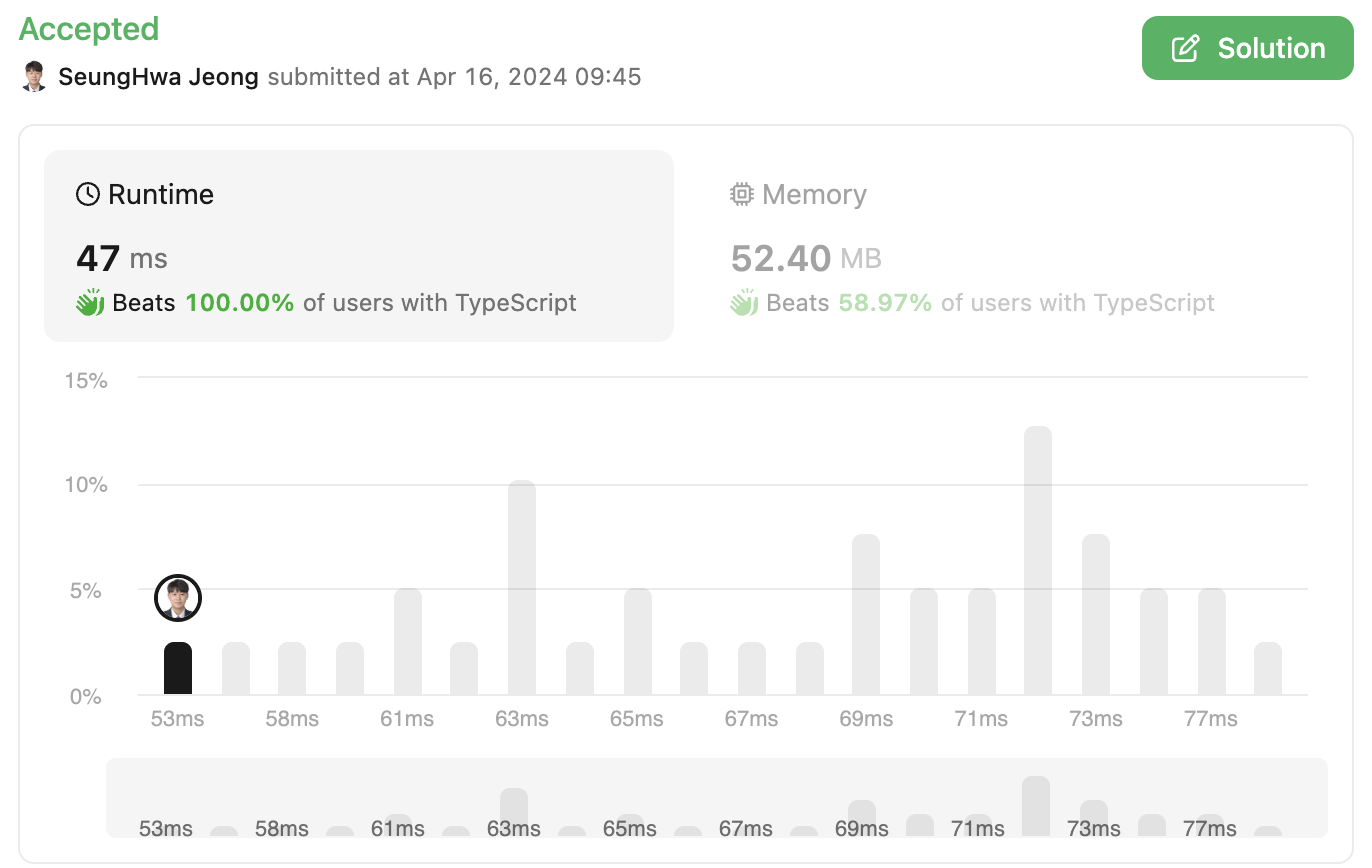 Accepted
Solution
SeungHwa Jeong submitted at Apr 16, 2024 09:45
Runtime
47 ms
Beats 100.00% of users with TypeScript
Memory
52.40 MB
Beats 58.97% of users with TypeScript
15%
10%
5%
0%
53ms 58ms 61ms 63ms 65ms 67ms 69ms 71ms 73ms 77ms
53ms 58ms 61ms 63ms 65ms 67ms 69ms 71ms 73ms 77ms